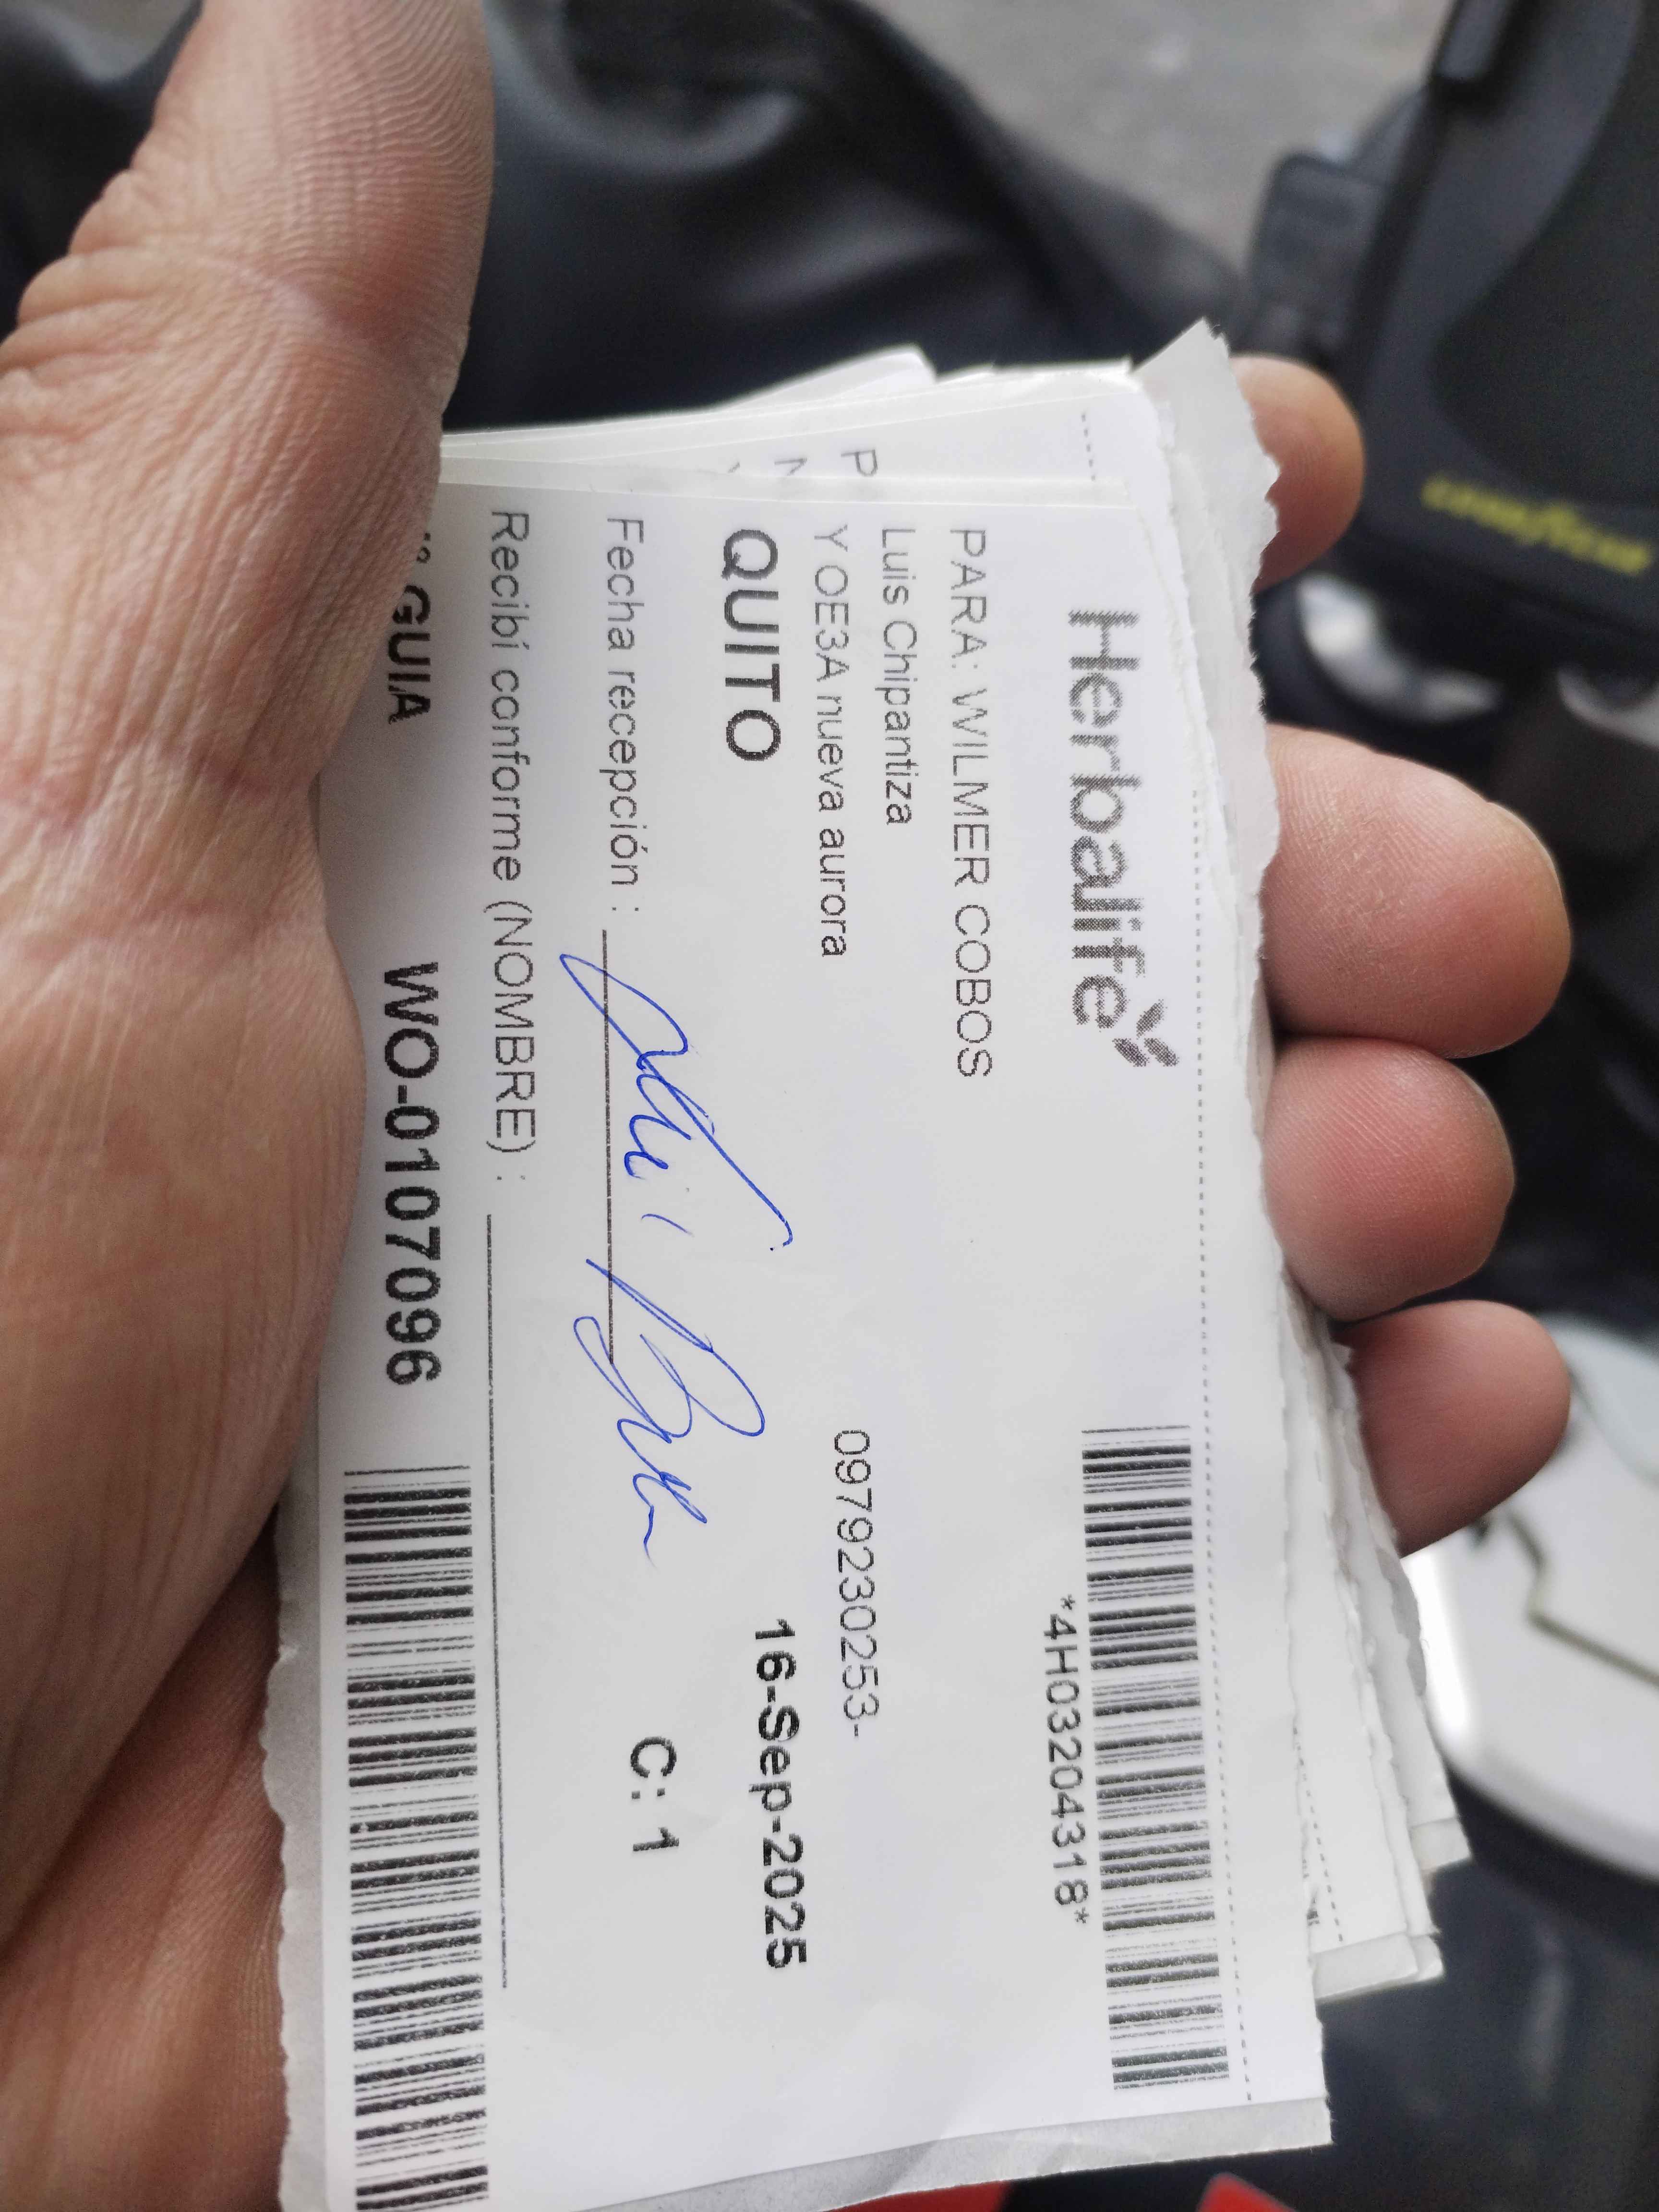 Herbalife
*4H03204318*
PARA: WILMER COBOS
Luis Chipantiza
Y OE3A nueva aurora
0979230253-
QUITO
16-Sep-2025
Fecha recepción :
C: 1
Recibí conforme (NOMBRE) :
GUIA WO-0107096